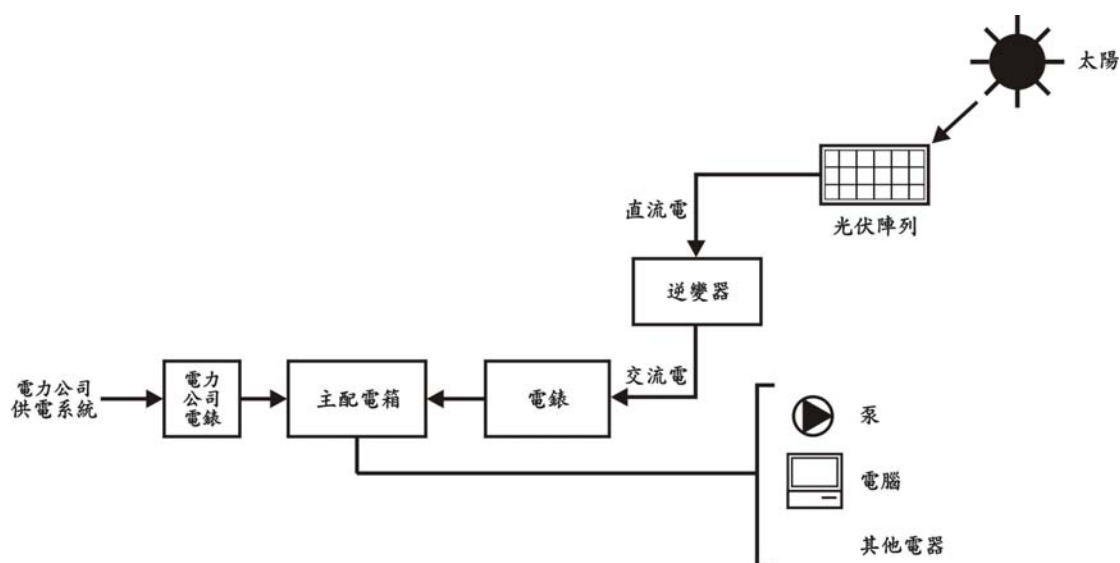 太陽
光伏陣列
直流電
逆變器
交流電
電力公司
供電系統
電力
公司
電錶
主配電箱
電錶
泵
電腦
其他電器